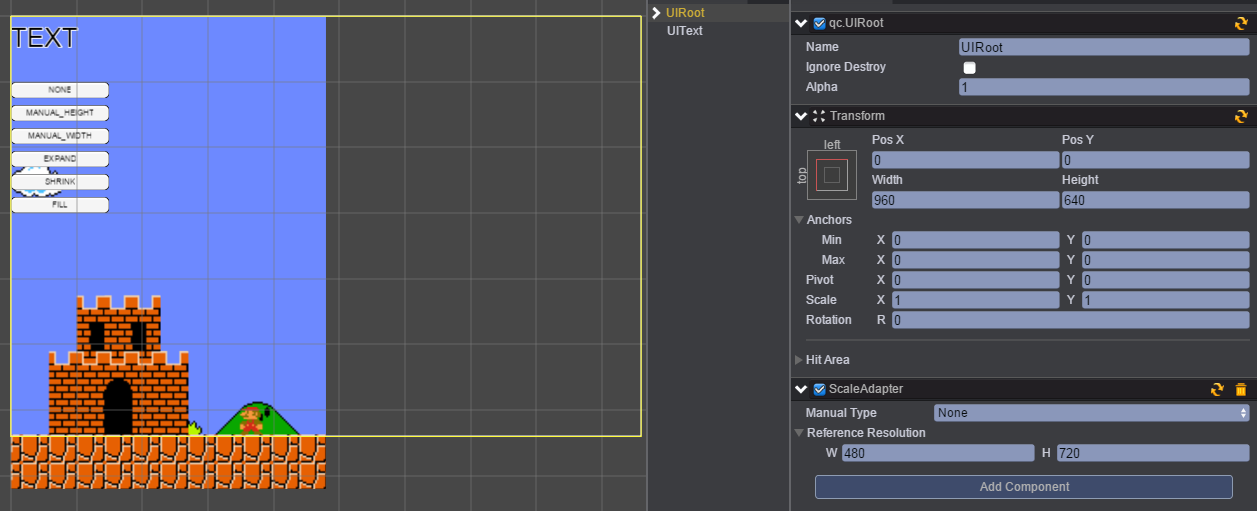 TEXT
NONE
MANUAL_HEIGHT
MANUAL_WIDTH
EXPAND
SHRINK
FILL
UIRoot
UIText
qc.UIRoot
Name UIRoot
Ignore Destroy
Alpha 1
Transform
left
top
Pos X Pos Y
0 0
Width Height
960 640
Anchors
Min X 0 Y 0
Max X 0 Y 0
Pivot X 0 Y 0
Scale X 1 Y 1
Rotation R 0
Hit Area
ScaleAdapter
Manual Type None
Reference Resolution
W 480 H 720
Add Component